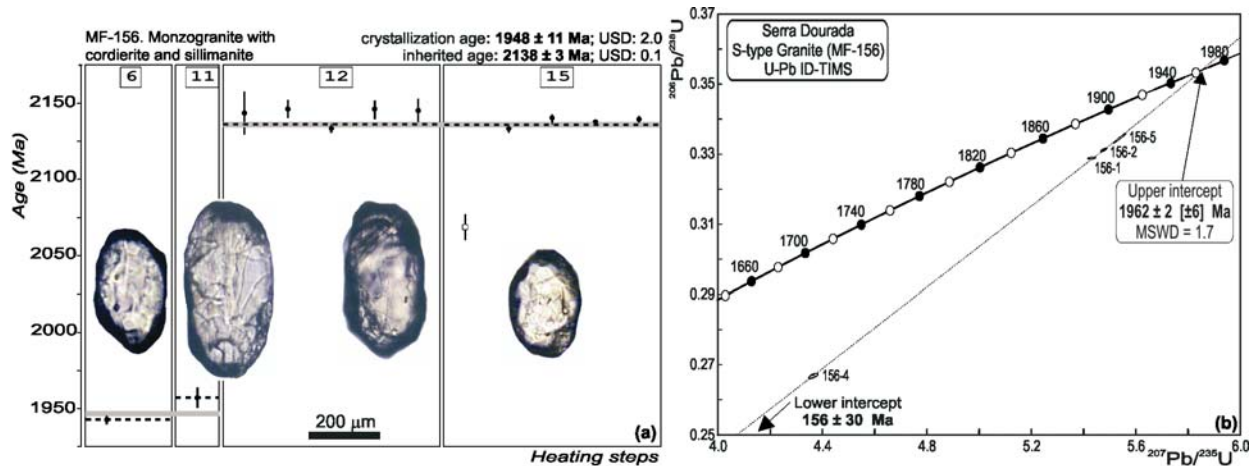 MF-156. Monzogranite with
cordierite and sillimanite
crystallization age: 1948 ± 11 Ma; USD: 2.0
inherited age: 2138 ± 3 Ma; USD: 0.1
6
11
12
15
Age (Ma)
2150
2100
2050
2000
1950
200 µm
(a)
Heating steps
²⁰⁶Pb/²³⁸U
0.37
0.35
0.33
0.31
0.29
0.27
0.25
Serra Dourada
S-type Granite (MF-156)
U-Pb ID-TIMS
1980
1940
1900
1860
1820
1780
1740
1700
1660
156-5
156-2
156-1
156-4
Upper intercept
1962 ± 2 [±6] Ma
MSWD = 1.7
Lower intercept
156 ± 30 Ma
(b)
4.0
4.4
4.8
5.2
5.6
6.0
²⁰⁷Pb/²³⁵U